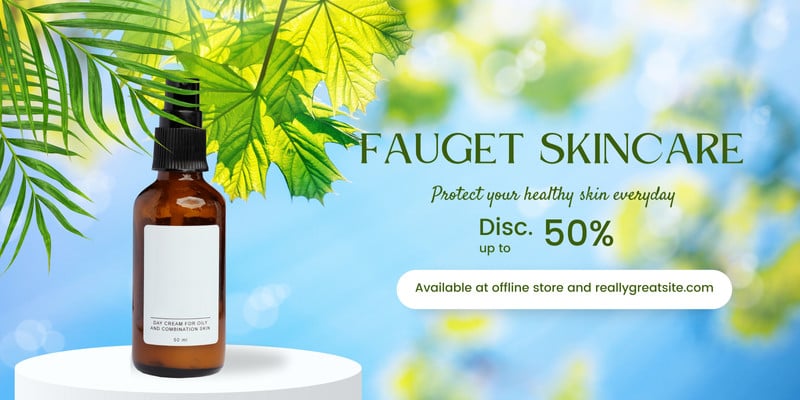 FAUGET SKINCARE
Protect your healthy skin everyday
Disc.
up to
50%
Available at offline store and reallygreatsite.com
DAY CREAM FOR OILY
AND COMBINATION SKIN
50 ml